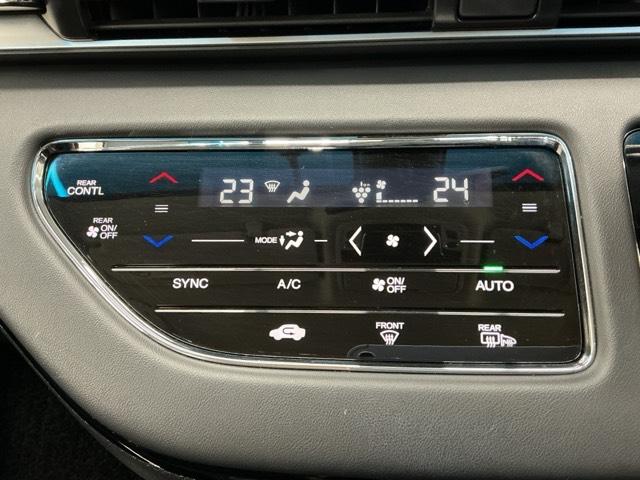 REAR
CONTL
23
24
REAR
ON/
OFF
MODE
SYNC
A/C
ON/
OFF
AUTO
FRONT
REAR